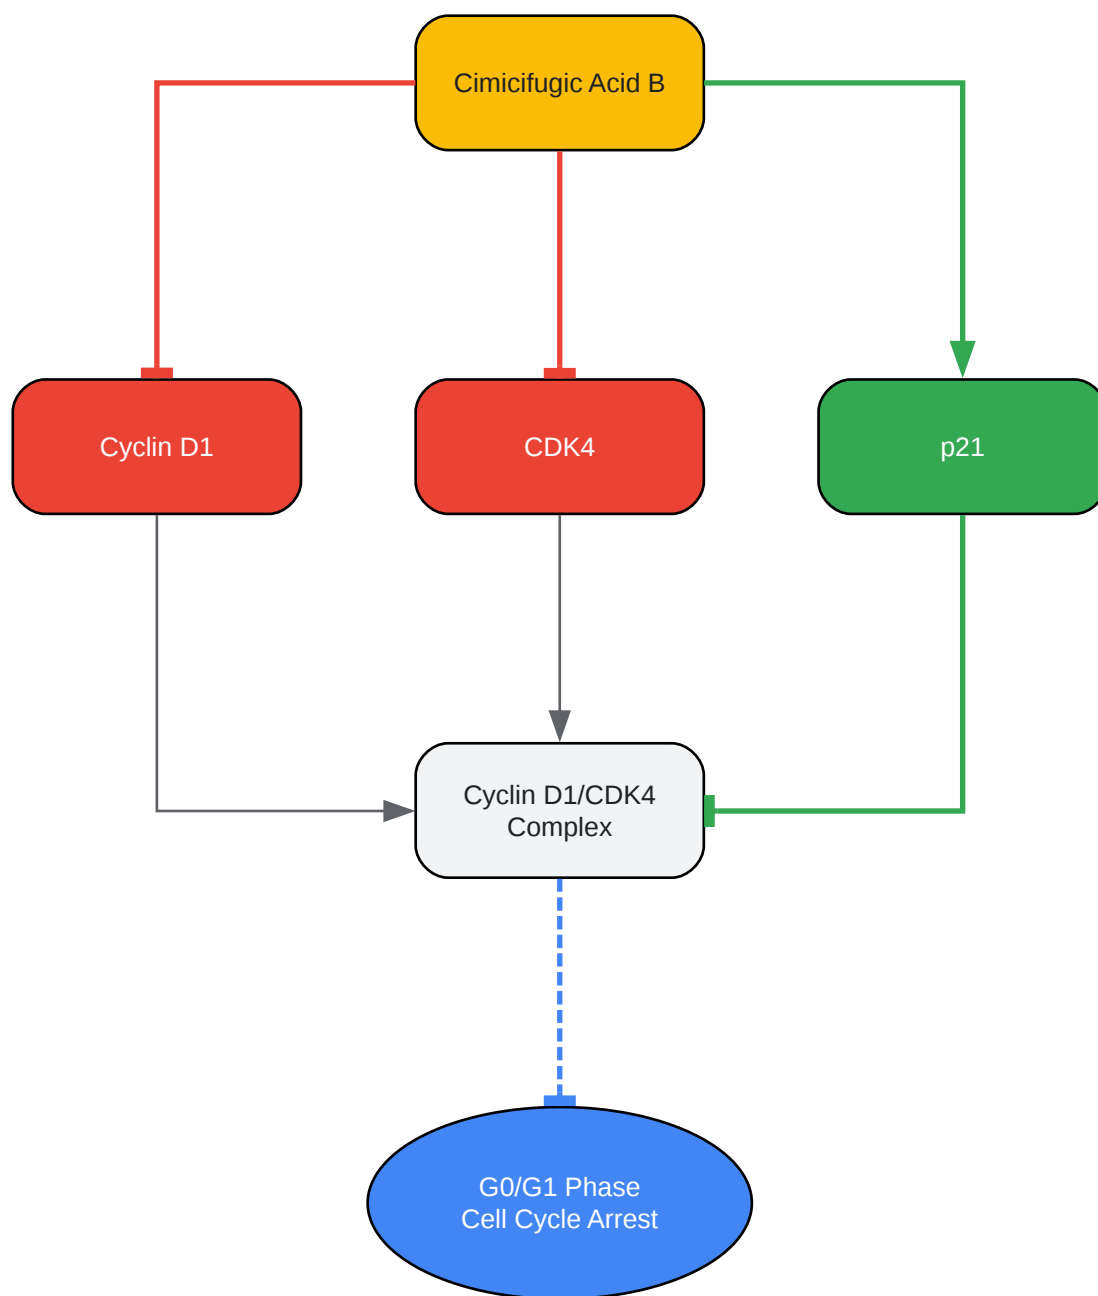 Cimicifugic Acid B
Cyclin D1
CDK4
p21
Cyclin D1/CDK4
Complex
G0/G1 Phase
Cell Cycle Arrest